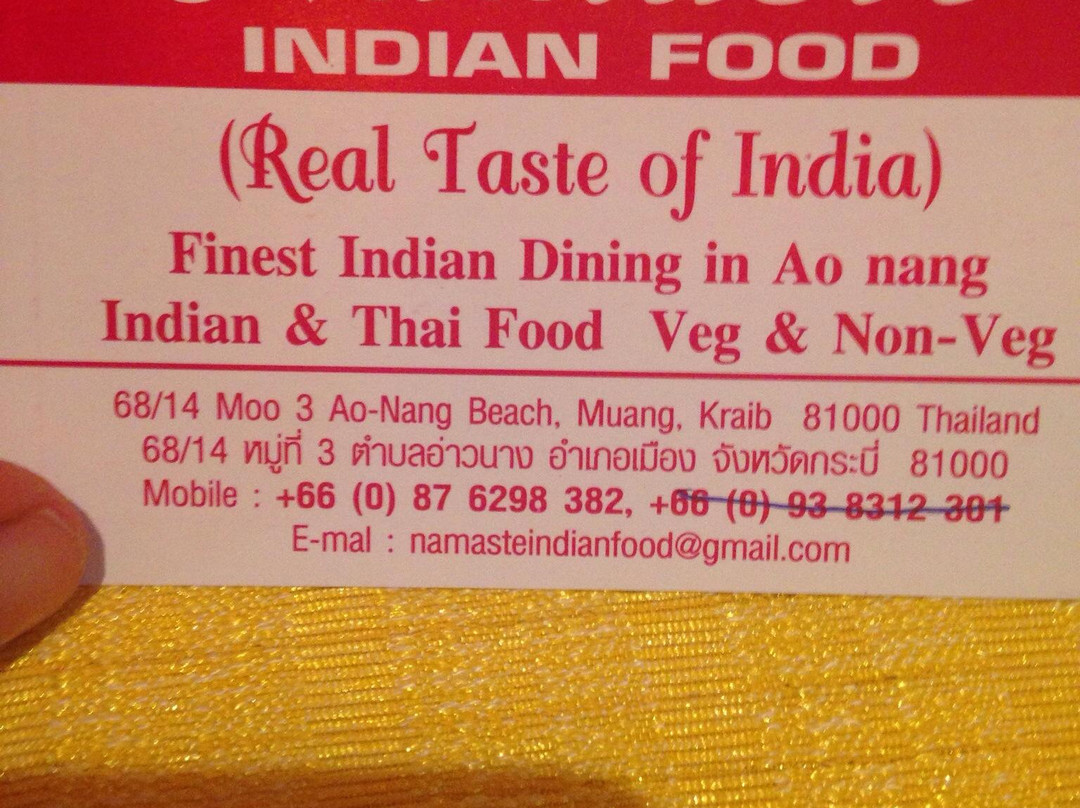 INDIAN FOOD
(Real Taste of India)
Finest Indian Dining in Ao nang
Indian & Thai Food Veg & Non-Veg
68/14 Moo 3 Ao-Nang Beach, Muang, Kraib 81000 Thailand
68/14 หมู่ที่ 3 ตำบลอ่าวนาง อำเภอเมือง จังหวัดกระบี่ 81000
Mobile : +66 (0) 87 6298 382, +66 (0) 93 8312 301
E-mal : namasteindianfood@gmail.com